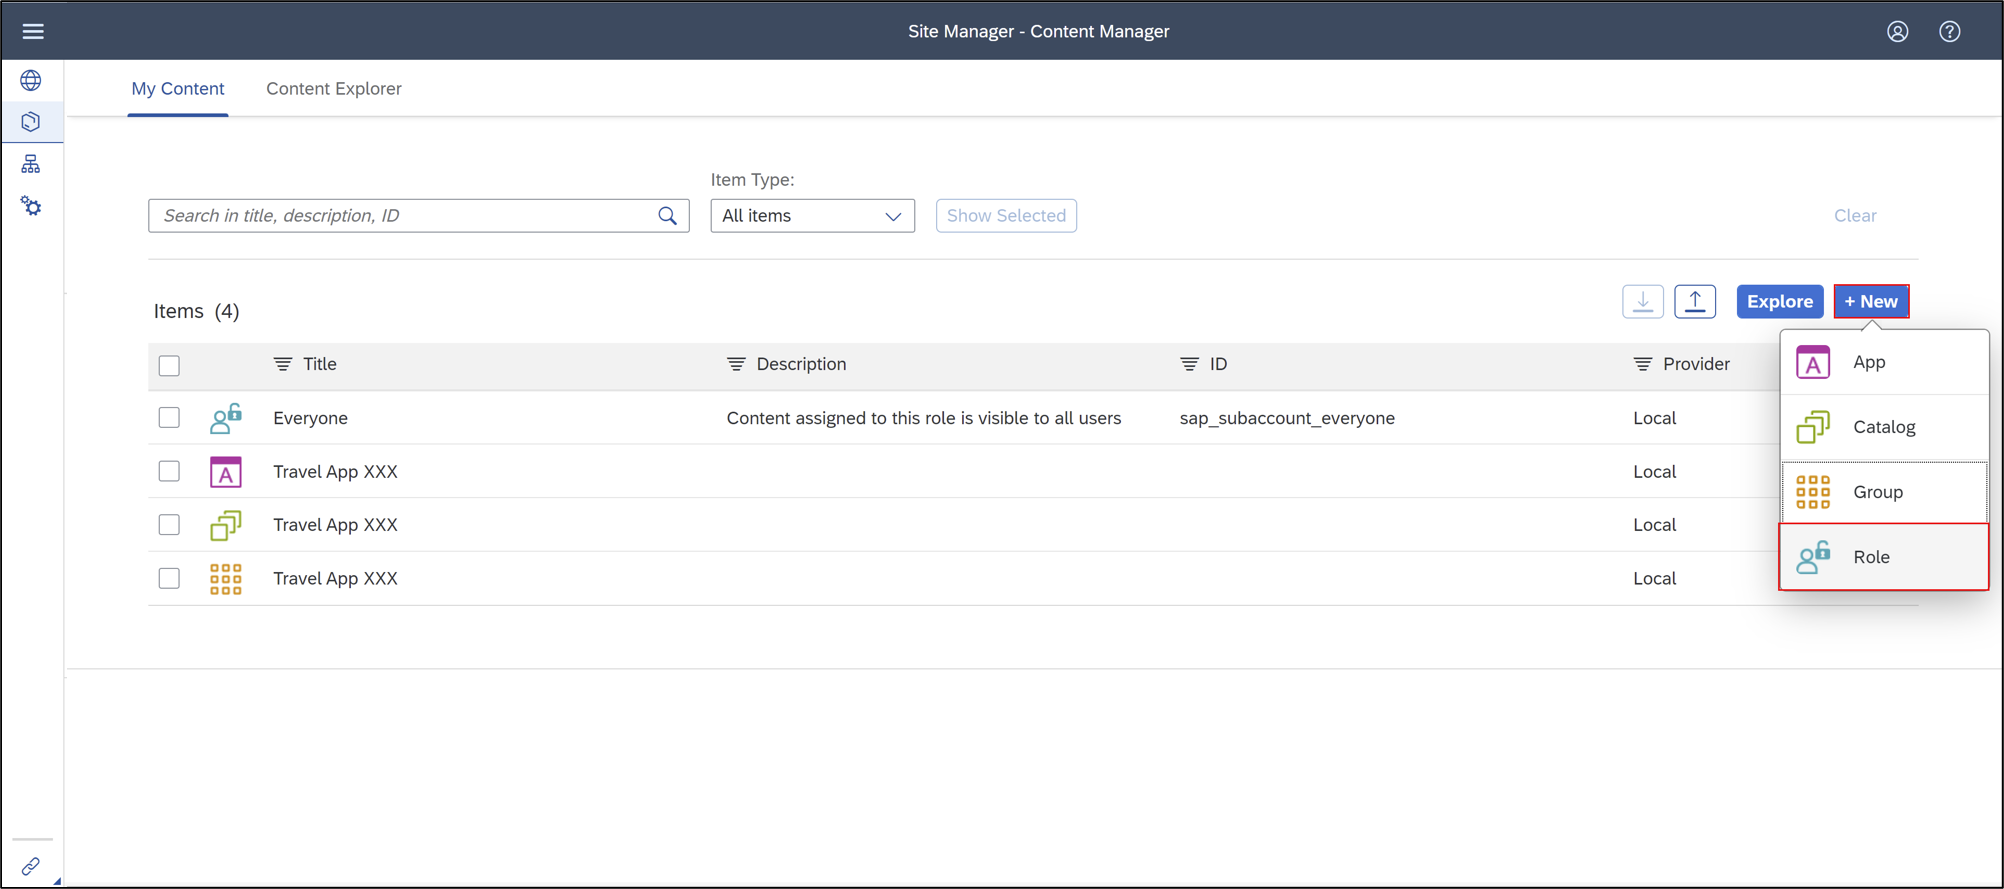 Site Manager - Content Manager
My Content Content Explorer
Item Type:
Search in title, description, ID All items Show Selected Clear
Items (4) Explore + New
Title Description ID Provider
Everyone Content assigned to this role is visible to all users sap_subaccount_everyone Local
Travel App XXX Local
Travel App XXX Local
Travel App XXX Local
App
Catalog
Group
Role